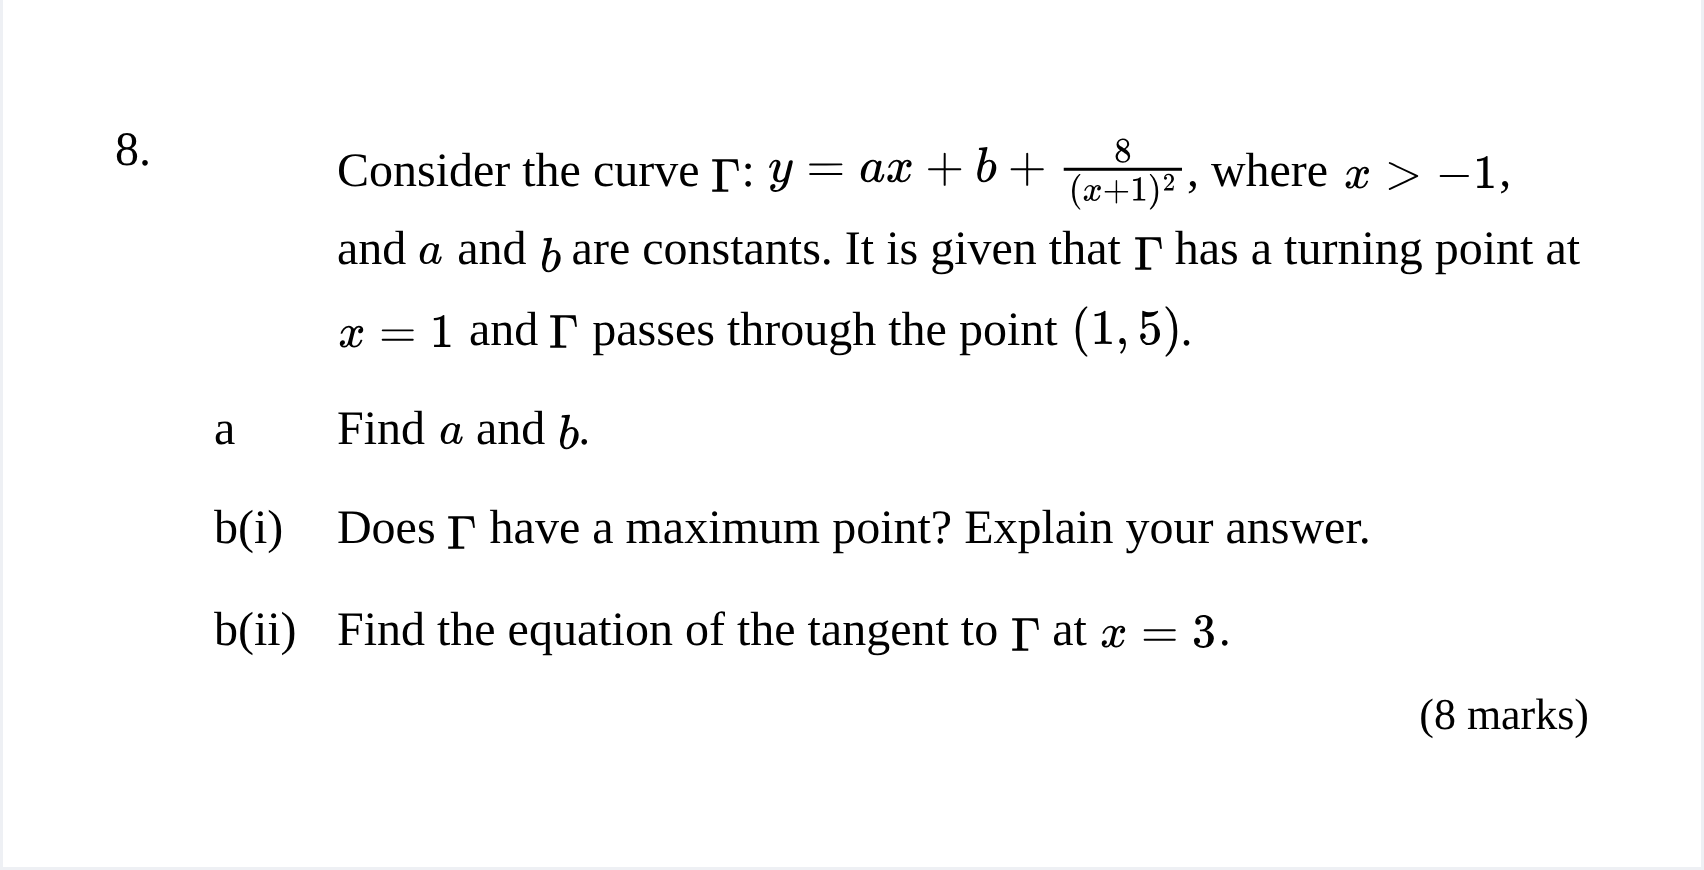 8. Consider the curve Γ: y = ax + b + 8/(x+1)², where x > −1,
and a and b are constants. It is given that Γ has a turning point at
x = 1 and Γ passes through the point (1, 5).
a Find a and b.
b(i) Does Γ have a maximum point? Explain your answer.
b(ii) Find the equation of the tangent to Γ at x = 3.
(8 marks)